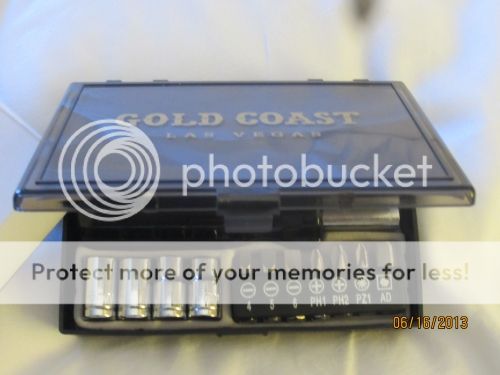 GOLD COAST
LAS VEGAS
photobucket
Protect more of your memories for less!
4 5 6 PH1 PH2 PZ1 AD
06/16/2013